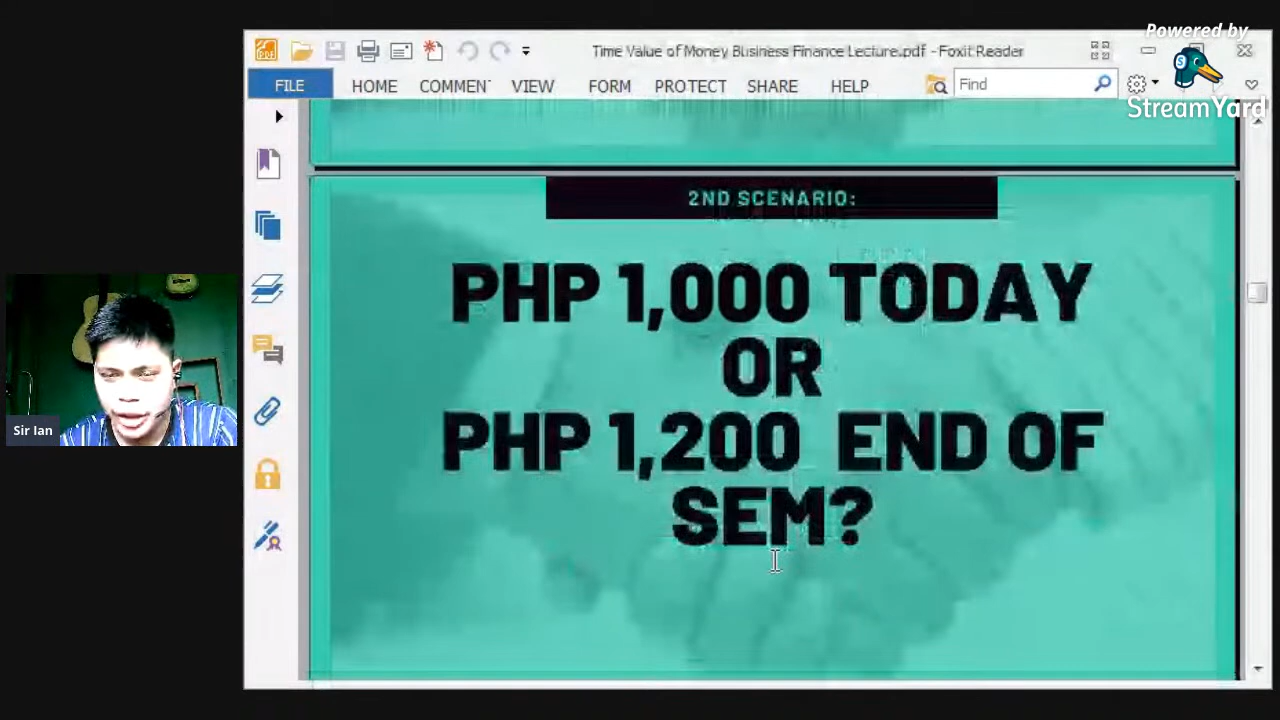 Powered by
StreamYard
Time Value of Money Business Finance Lecture.pdf - Foxit Reader
FILE HOME COMMEN VIEW FORM PROTECT SHARE HELP Find
2ND SCENARIO:
PHP 1,000 TODAY
OR
PHP 1,200 END OF
SEM?
Sir Ian